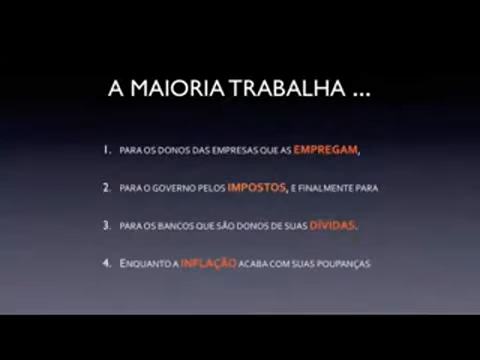 A MAIORIA TRABALHA ...
1. PARA OS DONOS DAS EMPRESAS QUE AS EMPREGAM,
2. PARA O GOVERNO PELOS IMPOSTOS, E FINALMENTE PARA
3. PARA OS BANCOS QUE SÃO DONOS DE SUAS DÍVIDAS.
4. ENQUANTO A INFLAÇÃO ACABA COM SUAS POUPANÇAS